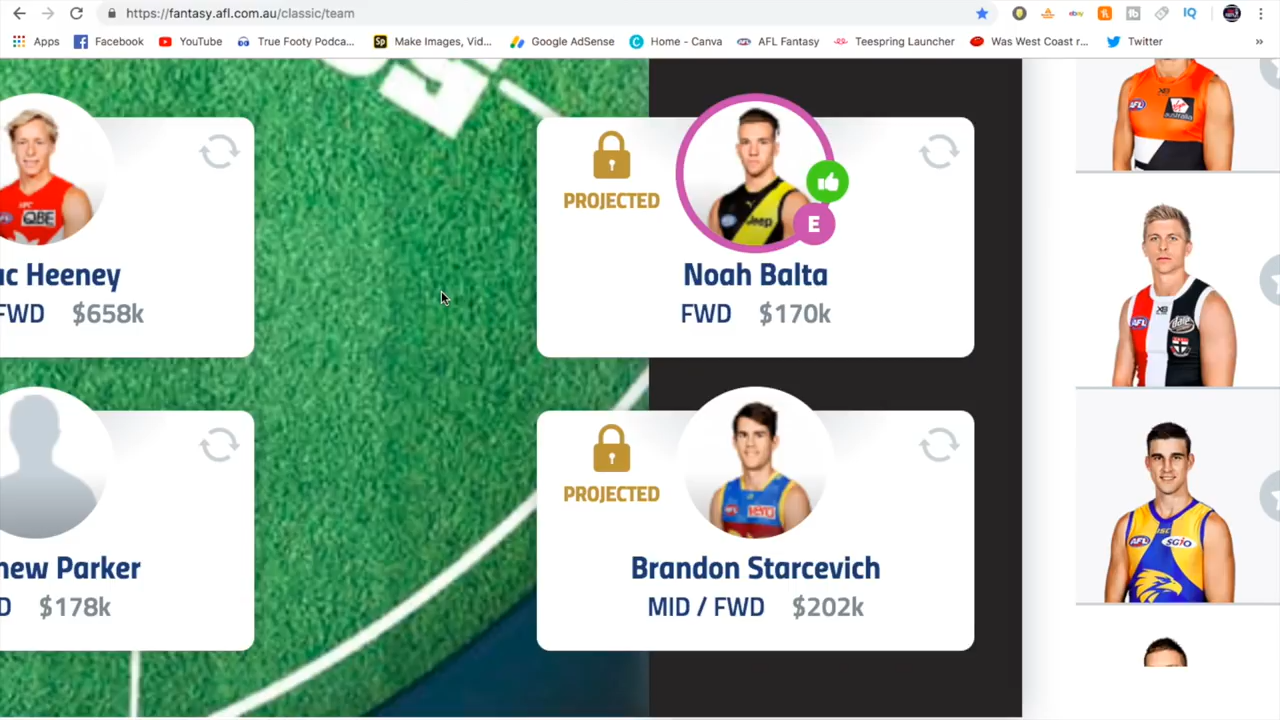 https://fantasy.afl.com.au/classic/team
Apps Facebook YouTube True Footy Podca... Make Images, Vid... Google AdSense Home - Canva AFL Fantasy Teespring Launcher Was West Coast r... Twitter »
PROJECTED
E
ac Heeney
FWD $658k
Noah Balta
FWD $170k
PROJECTED
hew Parker
D $178k
Brandon Starcevich
MID / FWD $202k